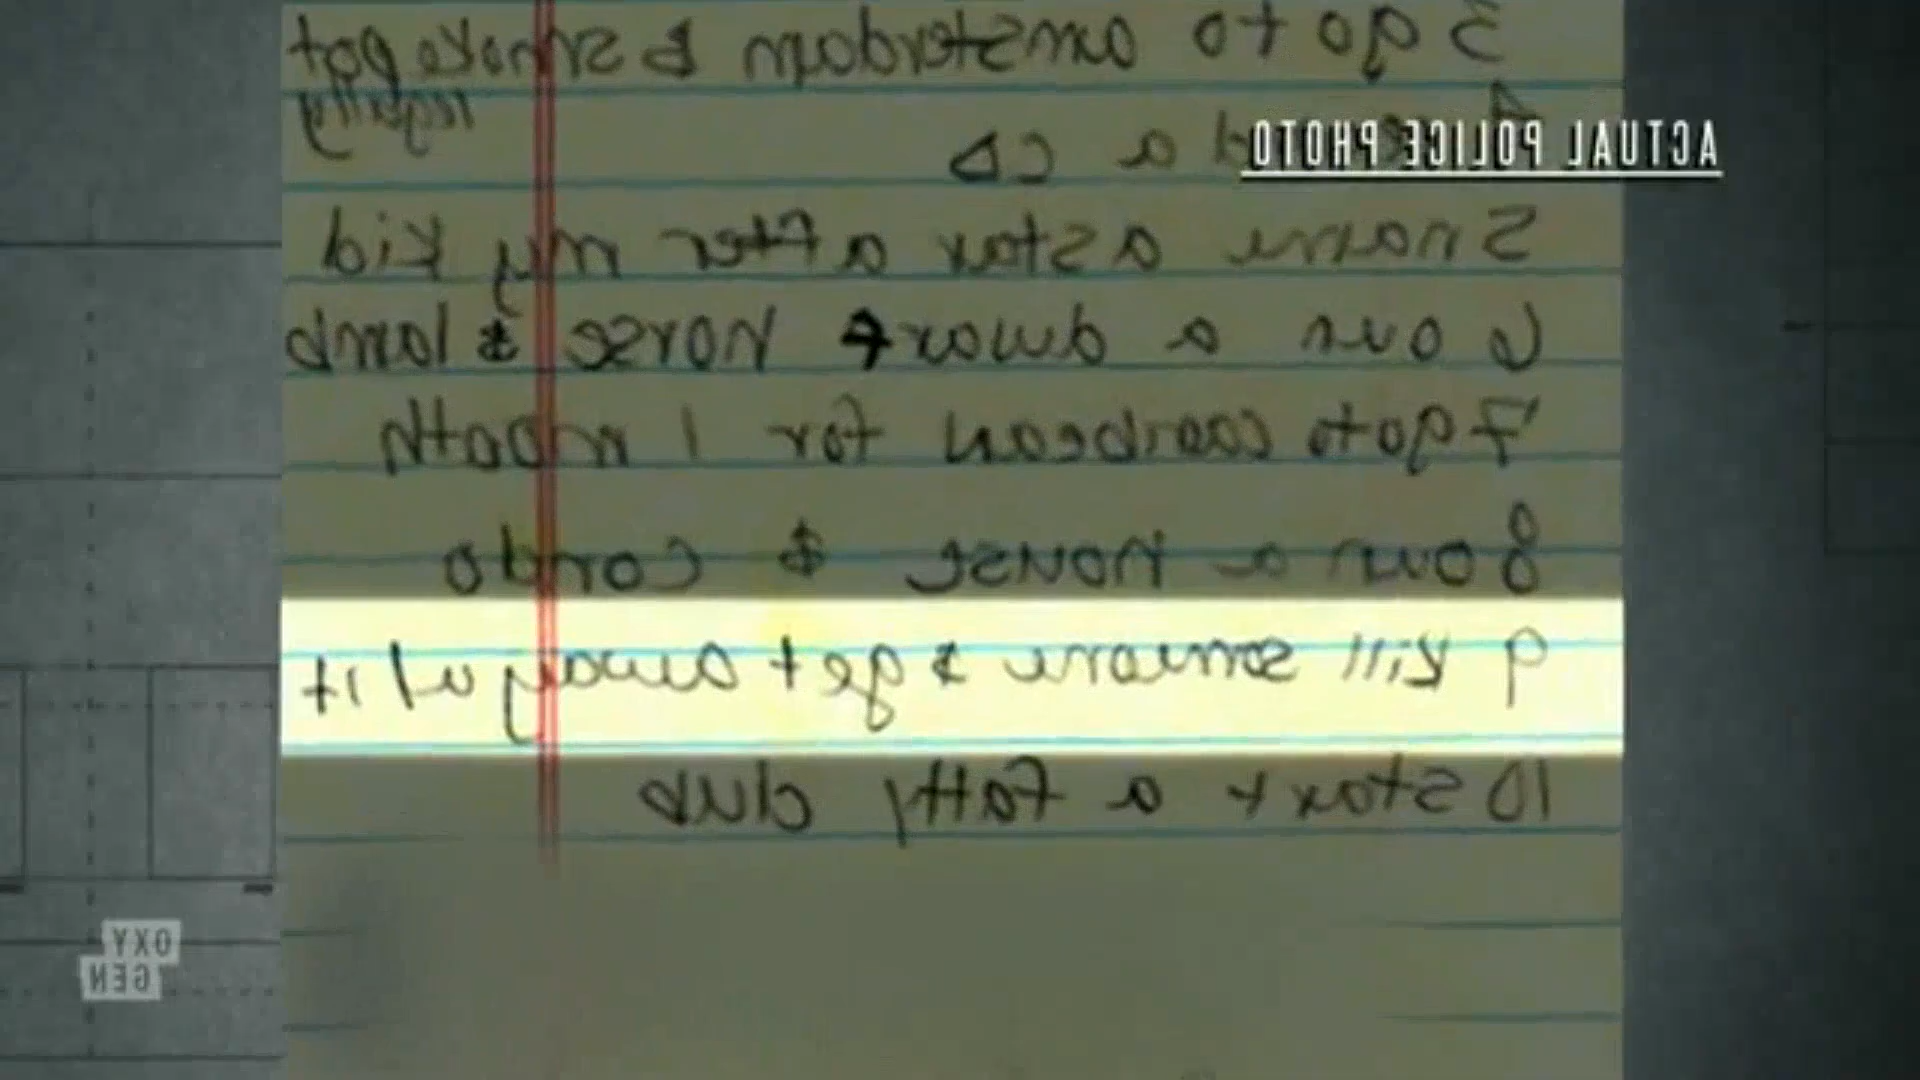 3 go to amsterdam & smoke pot
legally
ACTUAL POLICE PHOTO
4 a CD
5 name a star after my kid
6 own a dwarf horse & lamb
7 go to caribbean for 1 month
8 own a house & condo
9 kill someone & get away w/ it
10 start a fatty club
OXY
GEN